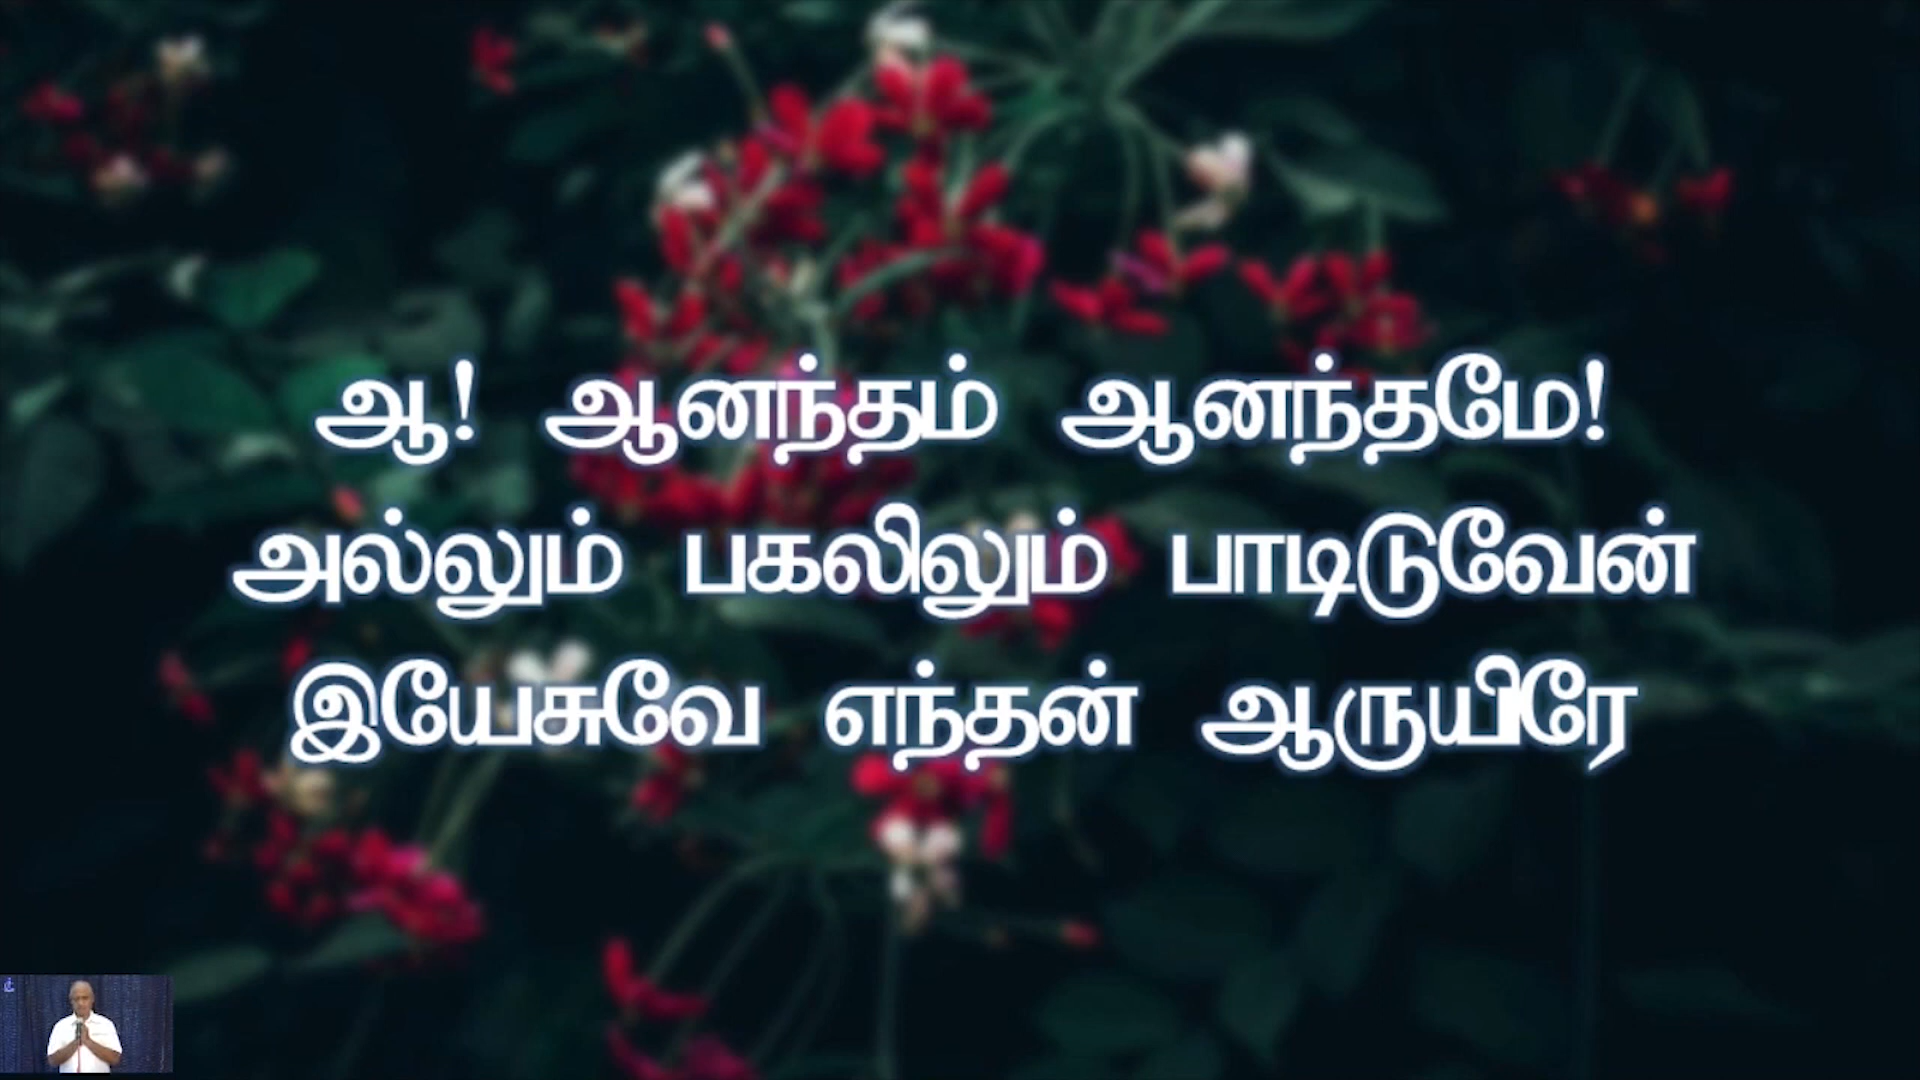 ஆ! ஆனந்தம் ஆனந்தமே!
அல்லும் பகலிலும் பாடிடுவேன்
இயேசுவே எந்தன் ஆருயிரே